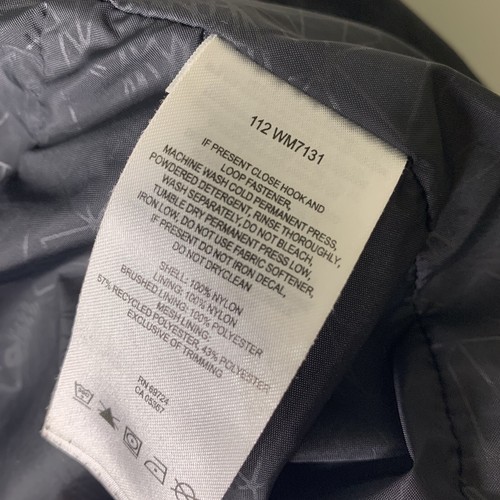 112 WM7131
IF PRESENT CLOSE HOOK AND
LOOP FASTENER,
MACHINE WASH COLD PERMANENT PRESS,
POWDERED DETERGENT, RINSE THOROUGHLY,
WASH SEPARATELY, DO NOT BLEACH,
TUMBLE DRY PERMANENT PRESS LOW,
IRON LOW, DO NOT USE FABRIC SOFTENER,
IF PRESENT DO NOT IRON DECAL,
DO NOT DRYCLEAN
SHELL: 100% NYLON
LINING: 100% NYLON
BRUSHED LINING: 100% POLYESTER
MESH LINING:
57% RECYCLED POLYESTER, 43% POLYESTER
EXCLUSIVE OF TRIMMING
RN 69724
CA 05367